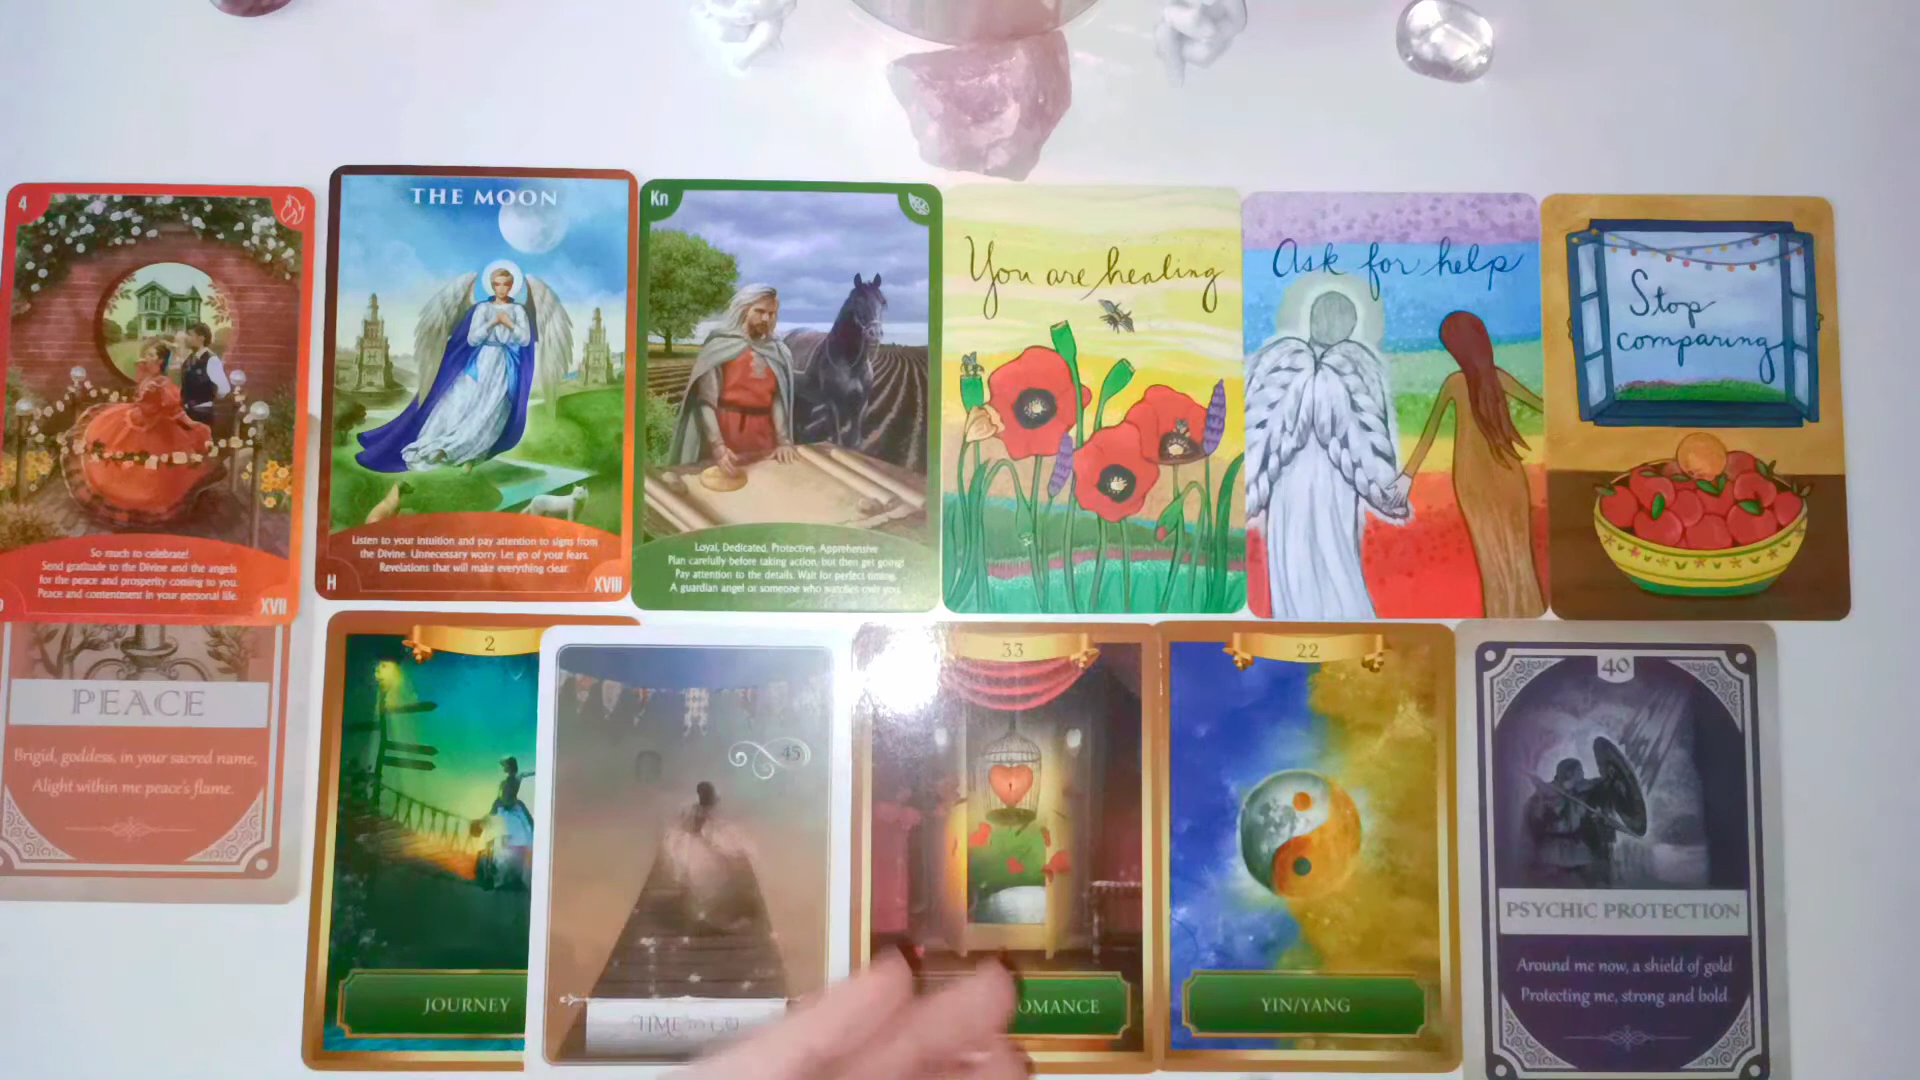 4
So much to celebrate!
Send gratitude to the Divine and the angels
for the peace and prosperity coming to you.
Peace and contentment in your personal life.
XVII
THE MOON
Listen to your intuition and pay attention to signs from
the Divine. Unnecessary worry. Let go of your fears.
Revelations that will make everything clear.
H
XVIII
Kn
Loyal, Dedicated, Protective, Apprehensive
Plan carefully before taking action, but then get going!
Pay attention to the details. Wait for perfect timing.
A guardian angel or someone who watches over you.
You are healing
Ask for help
Stop
comparing
PEACE
Brigid, goddess, in your sacred name,
Alight within me peace's flame.
2
JOURNEY
45
TIME TO GO
33
OMANCE
22
YIN/YANG
40
PSYCHIC PROTECTION
Around me now, a shield of gold
Protecting me, strong and bold.